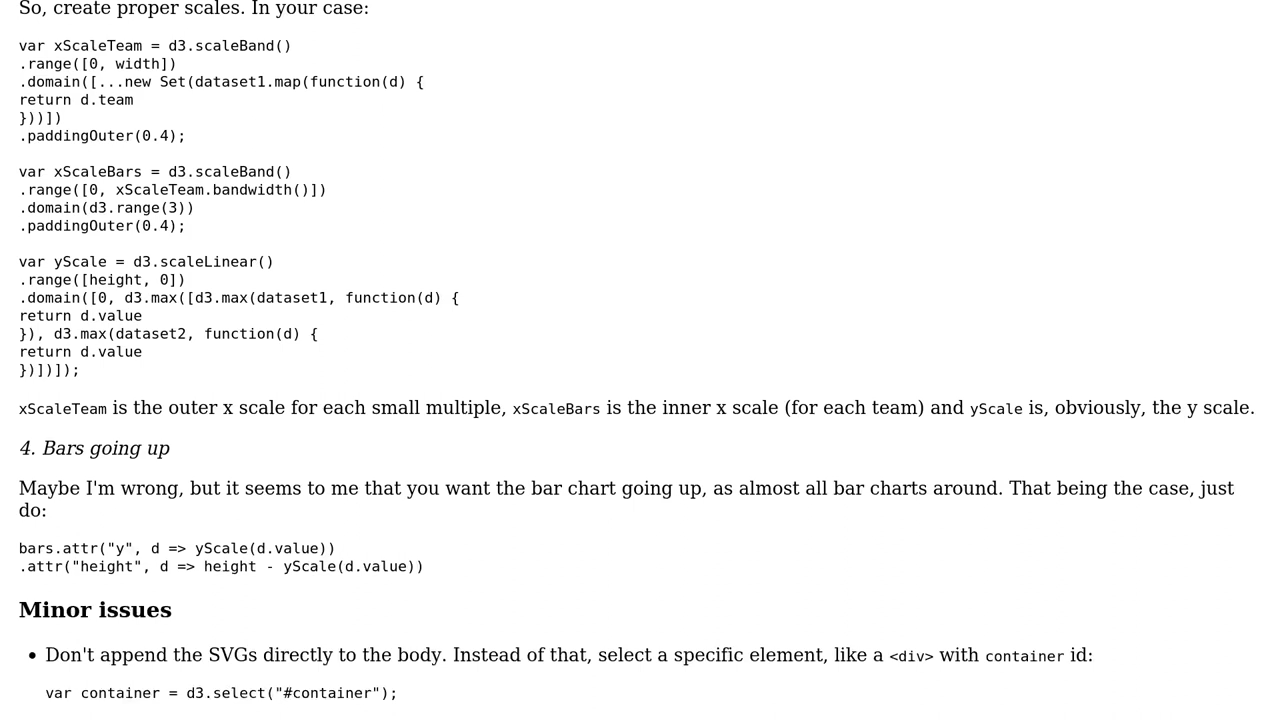 So, create proper scales. In your case:
var xScaleTeam = d3.scaleBand()
.range([0, width])
.domain([...new Set(dataset1.map(function(d) {
return d.team
}))])
.paddingOuter(0.4);
var xScaleBars = d3.scaleBand()
.range([0, xScaleTeam.bandwidth()])
.domain(d3.range(3))
.paddingOuter(0.4);
var yScale = d3.scaleLinear()
.range([height, 0])
.domain([0, d3.max([d3.max(dataset1, function(d) {
return d.value
}), d3.max(dataset2, function(d) {
return d.value
})])]);
xScaleTeam is the outer x scale for each small multiple, xScaleBars is the inner x scale (for each team) and yScale is, obviously, the y scale.
4. Bars going up
Maybe I'm wrong, but it seems to me that you want the bar chart going up, as almost all bar charts around. That being the case, just
do:
bars.attr("y", d => yScale(d.value))
.attr("height", d => height - yScale(d.value))
Minor issues
• Don't append the SVGs directly to the body. Instead of that, select a specific element, like a <div> with container id:
var container = d3.select("#container");